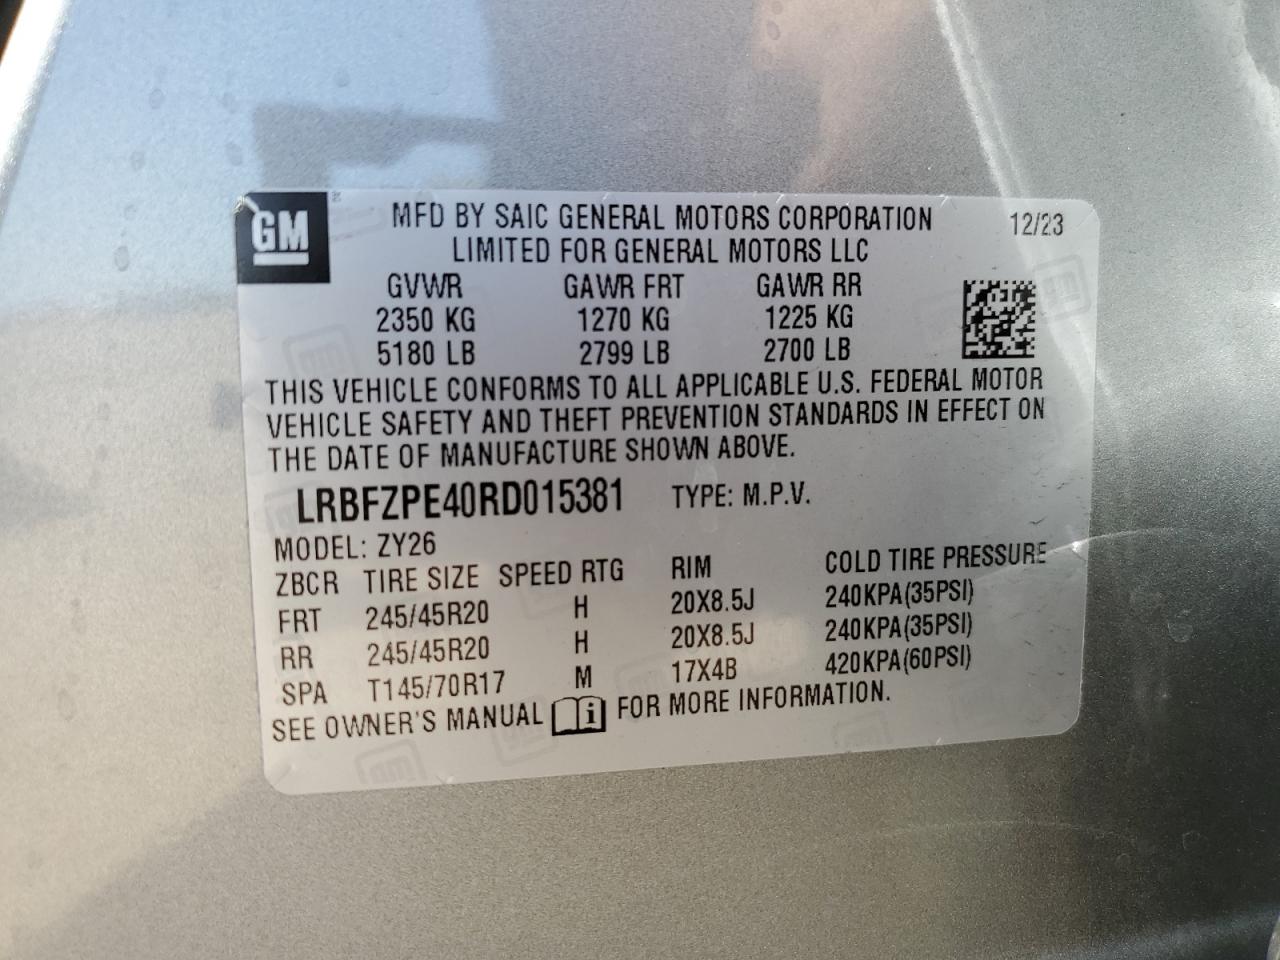 GM
MFD BY SAIC GENERAL MOTORS CORPORATION 12/23
LIMITED FOR GENERAL MOTORS LLC
GVWR GAWR FRT GAWR RR
2350 KG 1270 KG 1225 KG
5180 LB 2799 LB 2700 LB
THIS VEHICLE CONFORMS TO ALL APPLICABLE U.S. FEDERAL MOTOR
VEHICLE SAFETY AND THEFT PREVENTION STANDARDS IN EFFECT ON
THE DATE OF MANUFACTURE SHOWN ABOVE.
LRBFZPE40RD015381 TYPE: M.P.V.
MODEL: ZY26
ZBCR TIRE SIZE SPEED RTG RIM COLD TIRE PRESSURE
FRT 245/45R20 H 20X8.5J 240KPA(35PSI)
RR 245/45R20 H 20X8.5J 240KPA(35PSI)
SPA T145/70R17 M 17X4B 420KPA(60PSI)
SEE OWNER'S MANUAL i FOR MORE INFORMATION.